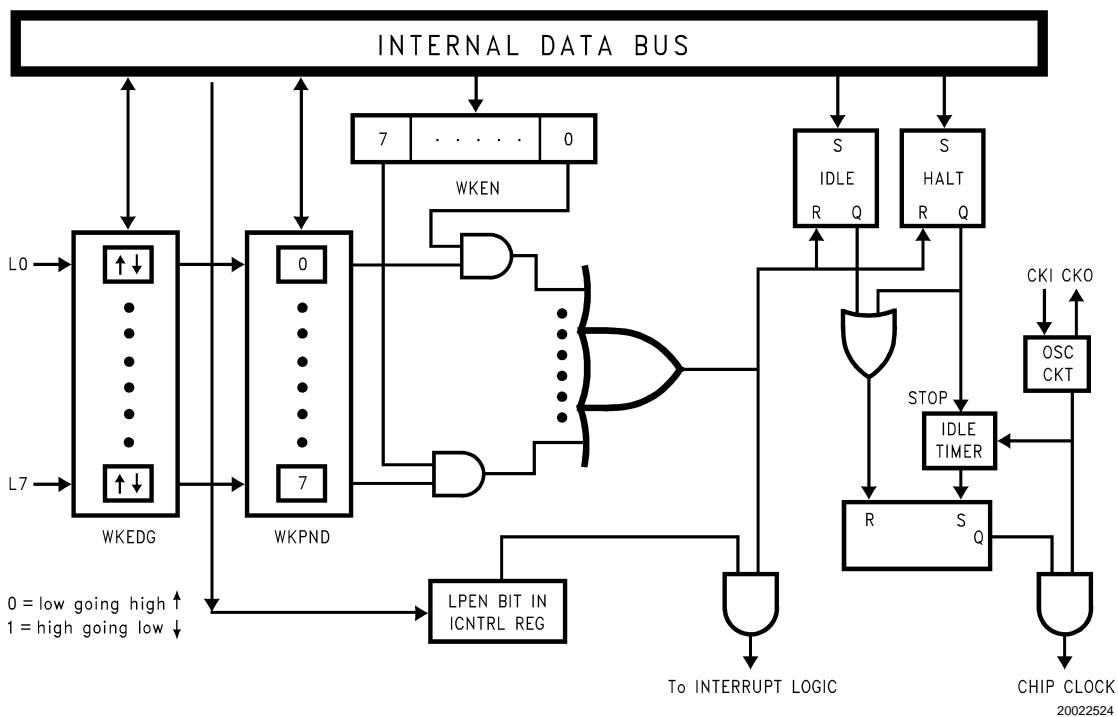 INTERNAL DATA BUS
7 · · · · · 0
WKEN
S
IDLE
R Q
S
HALT
R Q
L0
↑↓
0
CKI CKO
OSC
CKT
STOP
IDLE
TIMER
L7
↑↓
7
WKEDG
WKPND
R S
Q
LPEN BIT IN
ICNTRL REG
0 = low going high ↑
1 = high going low ↓
To INTERRUPT LOGIC
CHIP CLOCK
20022524